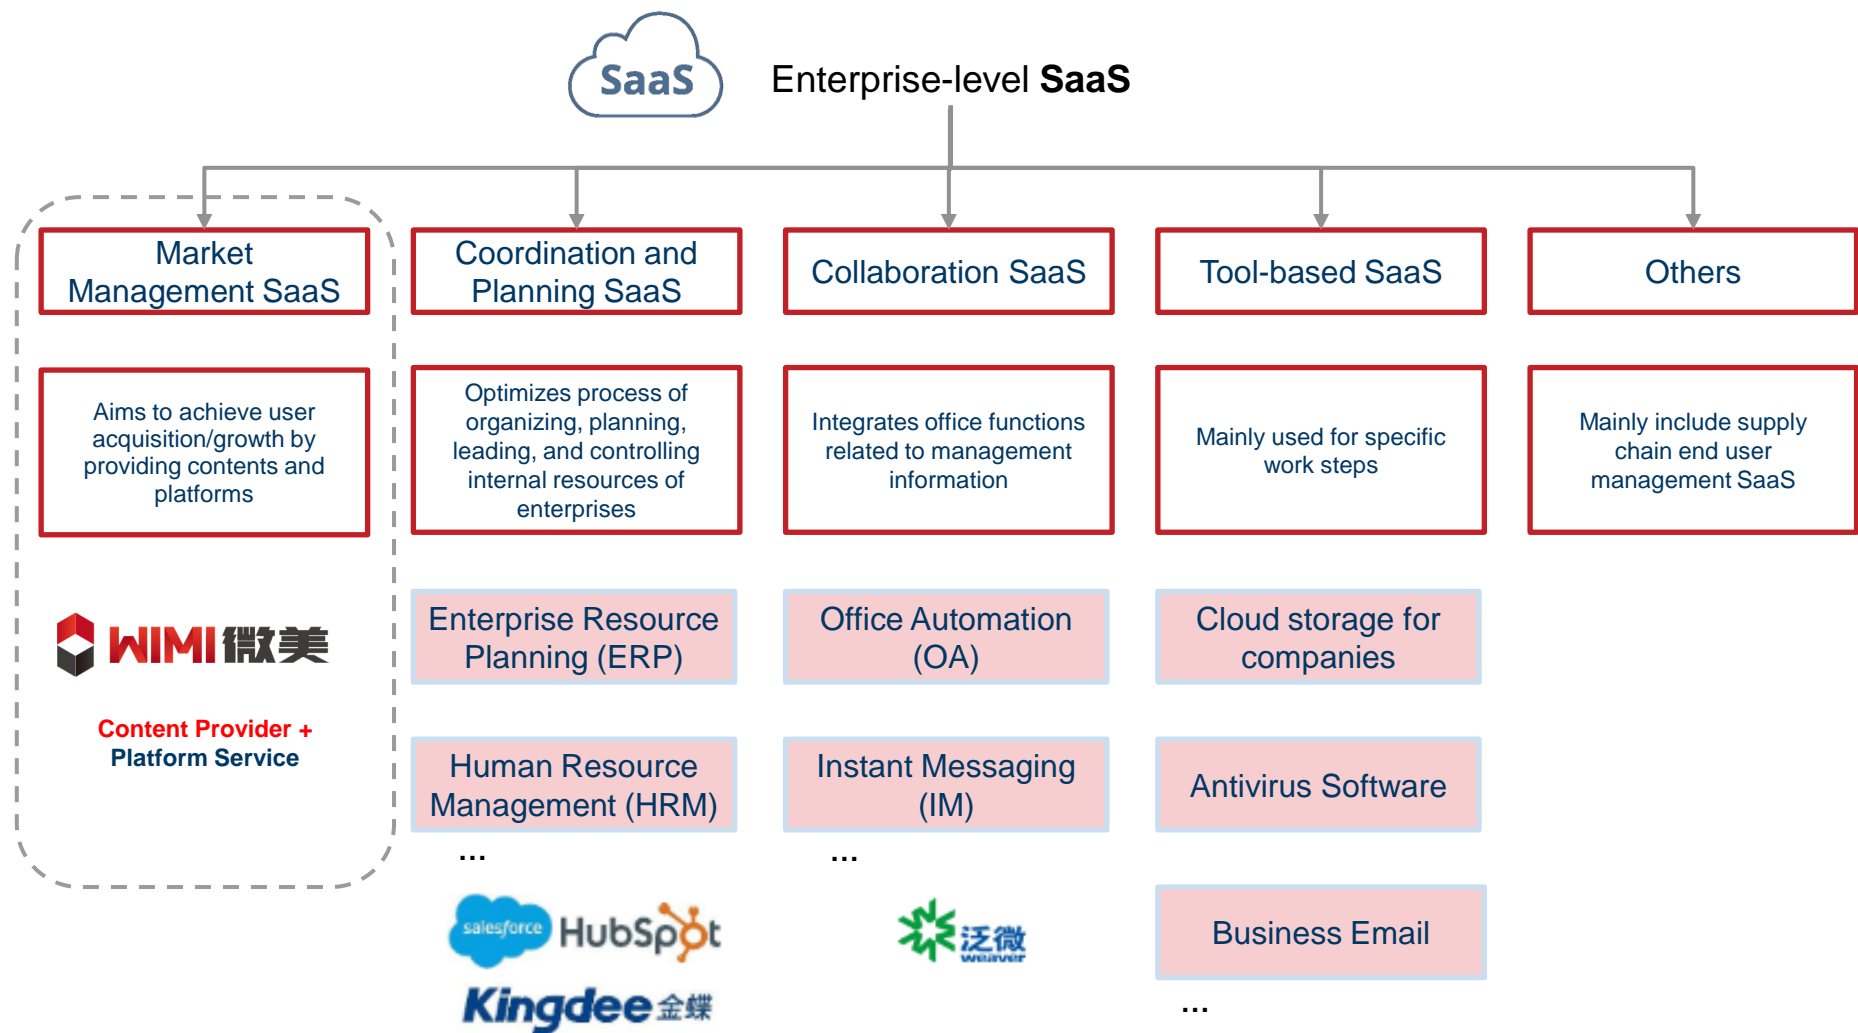 SaaS
Enterprise-level SaaS
Market
Management SaaS
Coordination and
Planning SaaS
Collaboration SaaS
Tool-based SaaS
Others
Aims to achieve user
acquisition/growth by
providing contents and
platforms
Optimizes process of
organizing, planning,
leading, and controlling
internal resources of
enterprises
Integrates office functions
related to management
information
Mainly used for specific
work steps
Mainly include supply
chain end user
management SaaS
WIMI微美
Content Provider +
Platform Service
Enterprise Resource
Planning (ERP)
Human Resource
Management (HRM)
...
salesforce
HubSpot
Kingdee 金蝶
Office Automation
(OA)
Instant Messaging
(IM)
...
泛微
weaver
Cloud storage for
companies
Antivirus Software
Business Email
...